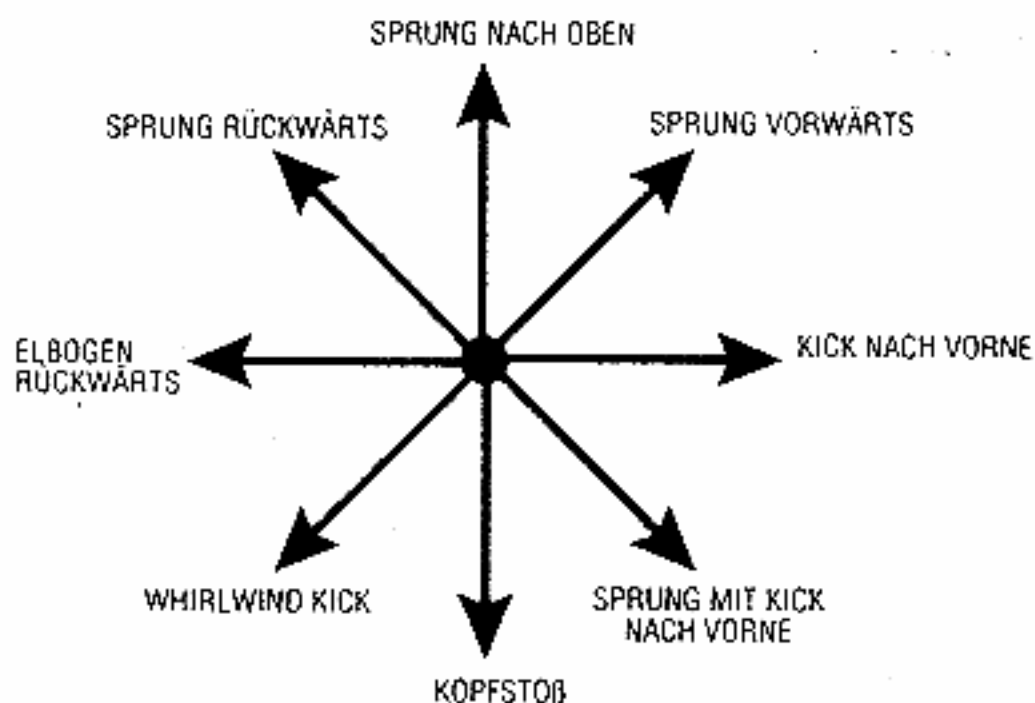 SPRUNG NACH OBEN
SPRUNG RÜCKWÄRTS
SPRUNG VORWÄRTS
ELBOGEN
RÜCKWÄRTS
KICK NACH VORNE
WHIRLWIND KICK
SPRUNG MIT KICK
NACH VORNE
KOPFSTOß